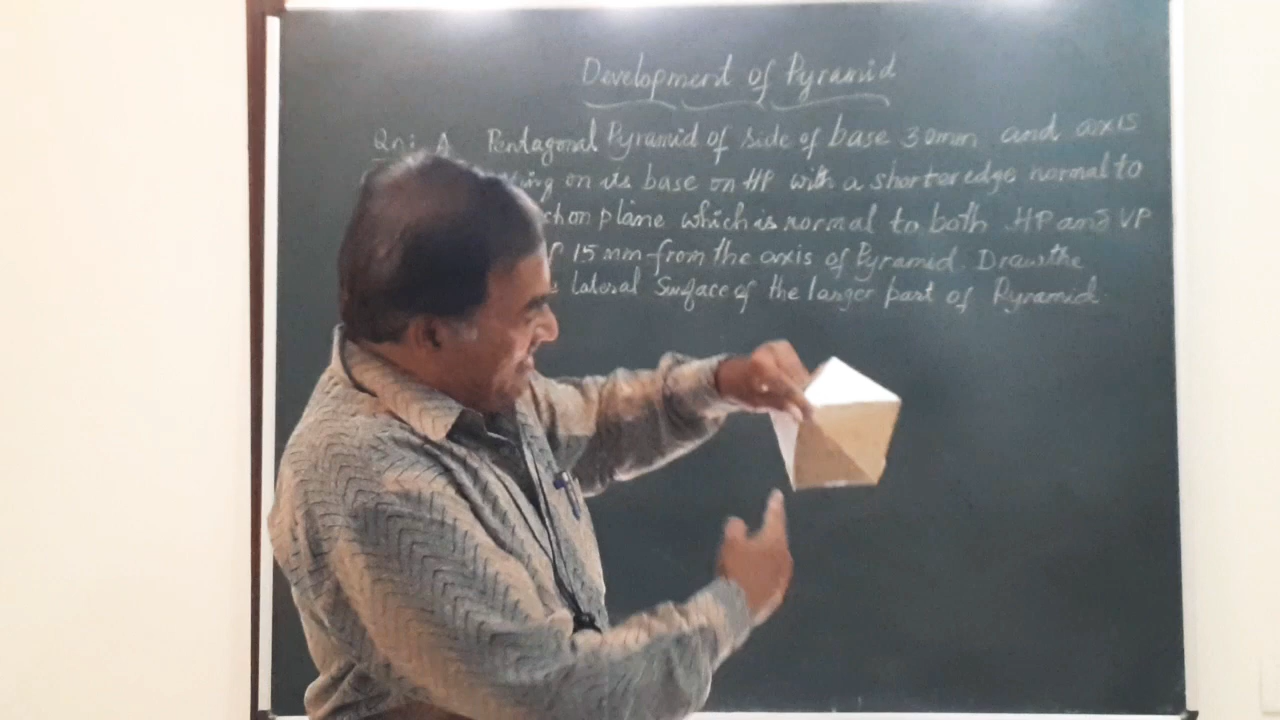 Development of Pyramid
Qn: A Pentagonal Pyramid of side of base 30mm and axis
on its base on HP with a shorter edge normal to
plane which is normal to both HP and VP
15 mm from the axis of Pyramid. Draw the
lateral Surface of the larger part of Pyramid.